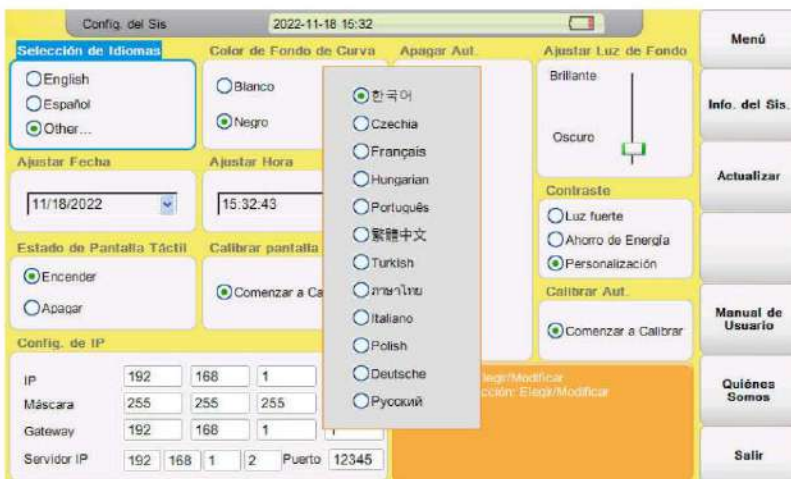 Config. del Sis
2022-11-18 15:32
Selección de Idiomas
English
Español
Other...
Color de Fondo de Curva
Blanco
Negro
Apagar Aut.
Ajustar Luz de Fondo
Brillante
Oscuro
Ajustar Fecha
11/18/2022
Ajustar Hora
15:32:43
Contraste
Luz fuerte
Ahorro de Energía
Personalización
Estado de Pantalla Táctil
Encender
Apagar
Calibrar pantalla
Comenzar a Ca
Calibrar Aut.
Comenzar a Calibrar
한국어
Czechia
Français
Hungarian
Português
繁體中文
Turkish
ภาษาไทย
Italiano
Polish
Deutsche
Русский
Config. de IP
IP 192 168 1
Máscara 255 255 255
Gateway 192 168 1
Servidor IP 192 168 1 2 Puerto 12345
Elegir/Modificar
Menú
Info. del Sis.
Actualizar
Manual de
Usuario
Quiénes
Somos
Salir